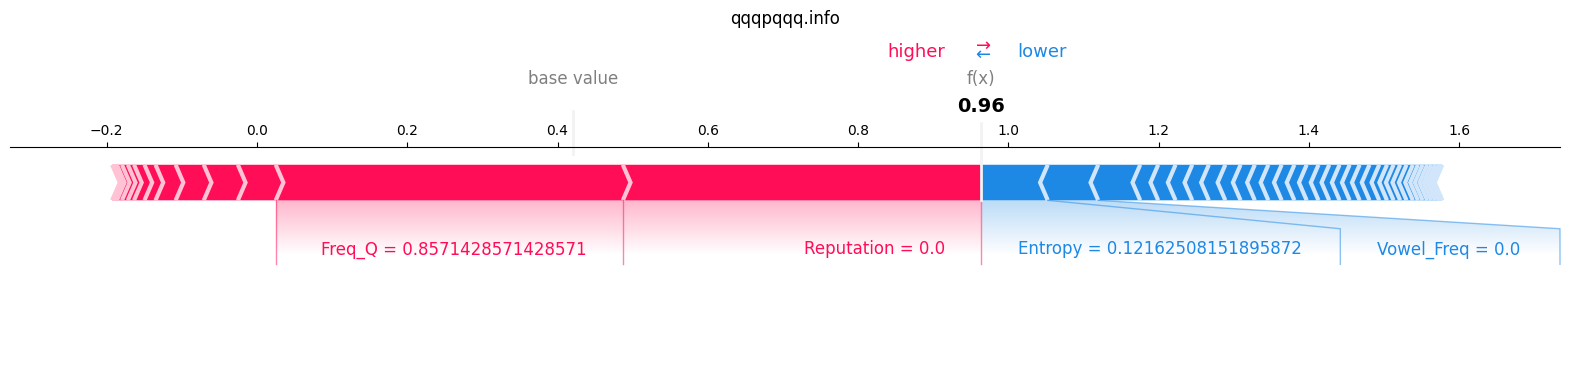 qqqpqqq.info
higher ⇄ lower
base value f(x)
0.96
−0.2 0.0 0.2 0.4 0.6 0.8 1.0 1.2 1.4 1.6
Freq_Q = 0.8571428571428571 Reputation = 0.0 Entropy = 0.12162508151895872 Vowel_Freq = 0.0